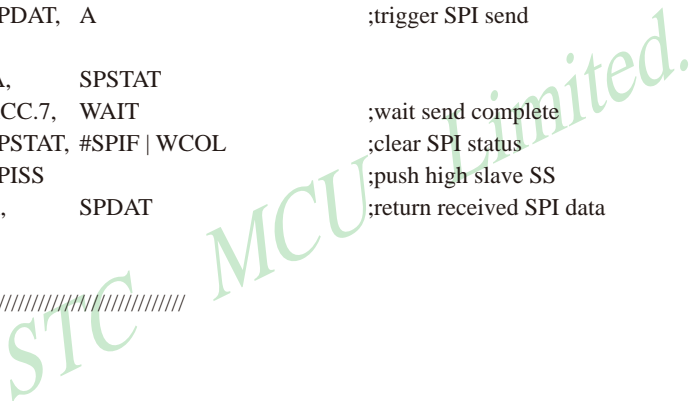 PDAT, A ;trigger SPI send
, SPSTAT
CC.7, WAIT ;wait send complete
PSTAT, #SPIF | WCOL ;clear SPI status
PISS ;push high slave SS
, SPDAT ;return received SPI data
///////////////////////////
STC MCU Limited.